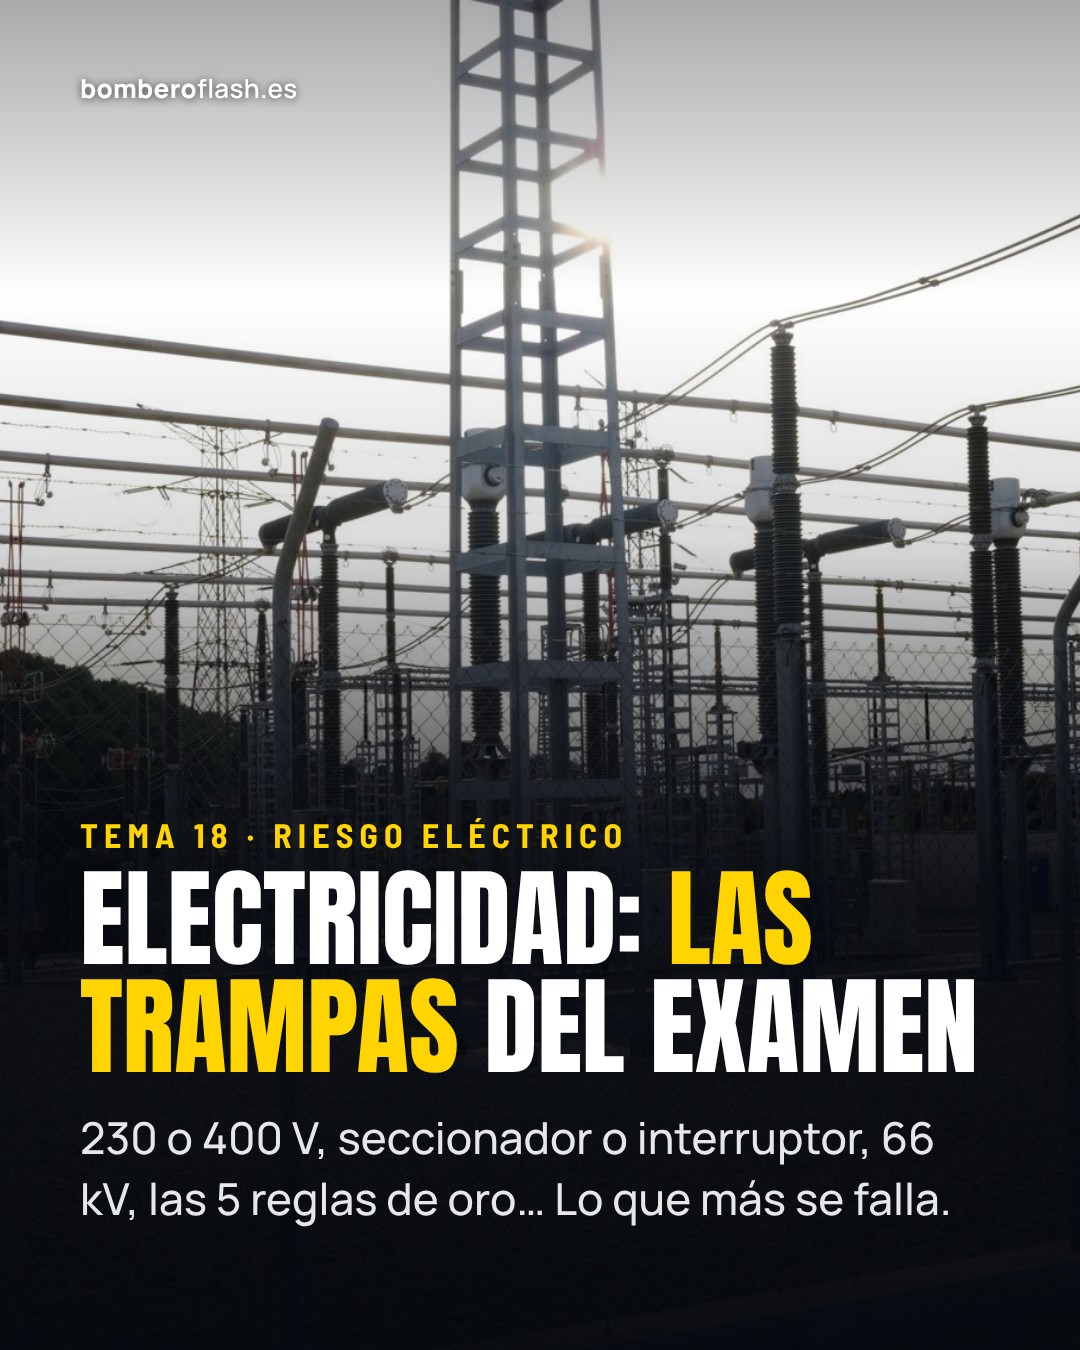 bomberoflash.es
TEMA 18 · RIESGO ELÉCTRICO
ELECTRICIDAD: LAS
TRAMPAS DEL EXAMEN
230 o 400 V, seccionador o interruptor, 66
kV, las 5 reglas de oro... Lo que más se falla.